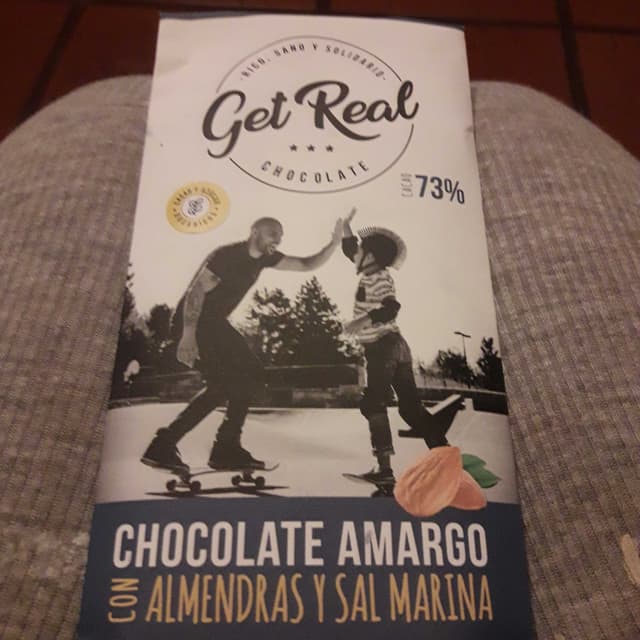 RICO, SANO Y SOLIDARIO
Get Real
CHOCOLATE
CACAO 73%
CHOCOLATE AMARGO
CON ALMENDRAS Y SAL MARINA